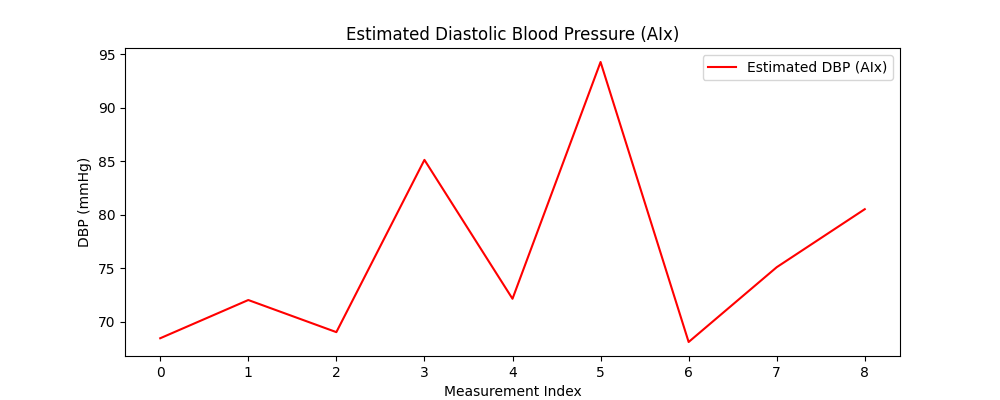 Estimated Diastolic Blood Pressure (AIx)
Estimated DBP (AIx)
DBP (mmHg)
95
90
85
80
75
70
0 1 2 3 4 5 6 7 8
Measurement Index